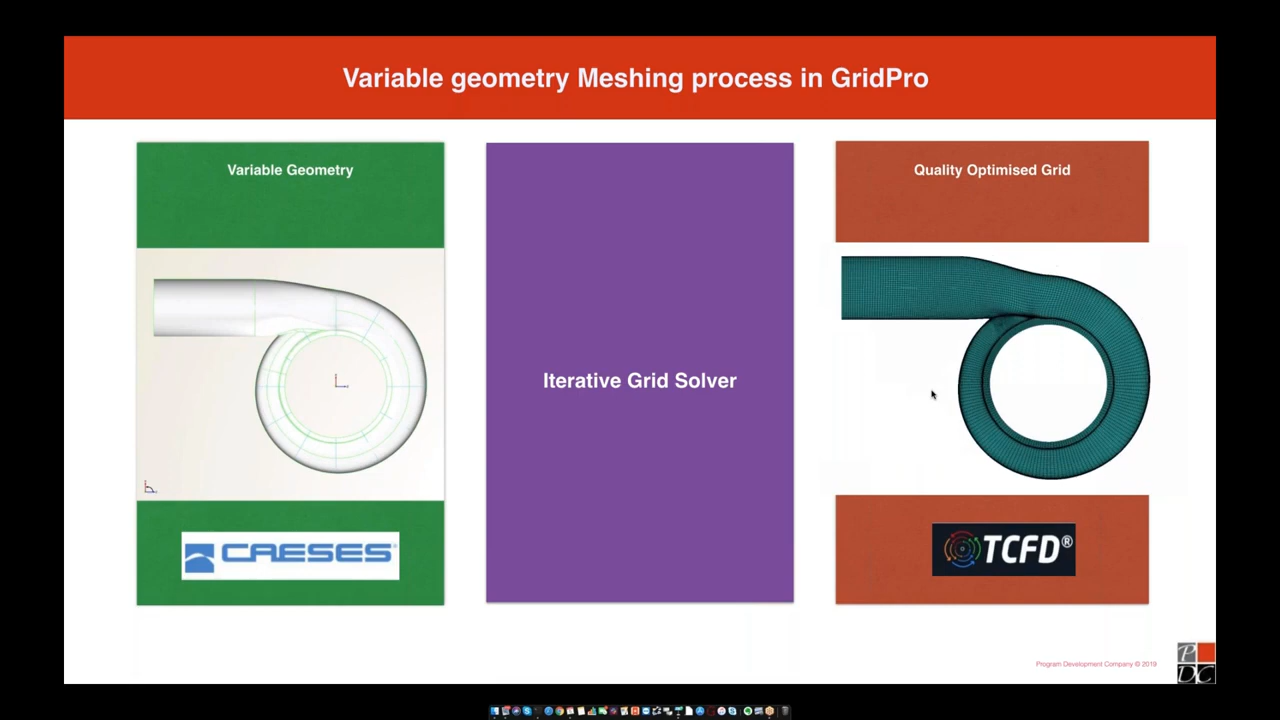 Variable geometry Meshing process in GridPro
Variable Geometry
Quality Optimised Grid
Iterative Grid Solver
CAESES®
TCFD®
Program Development Company © 2019
PDC